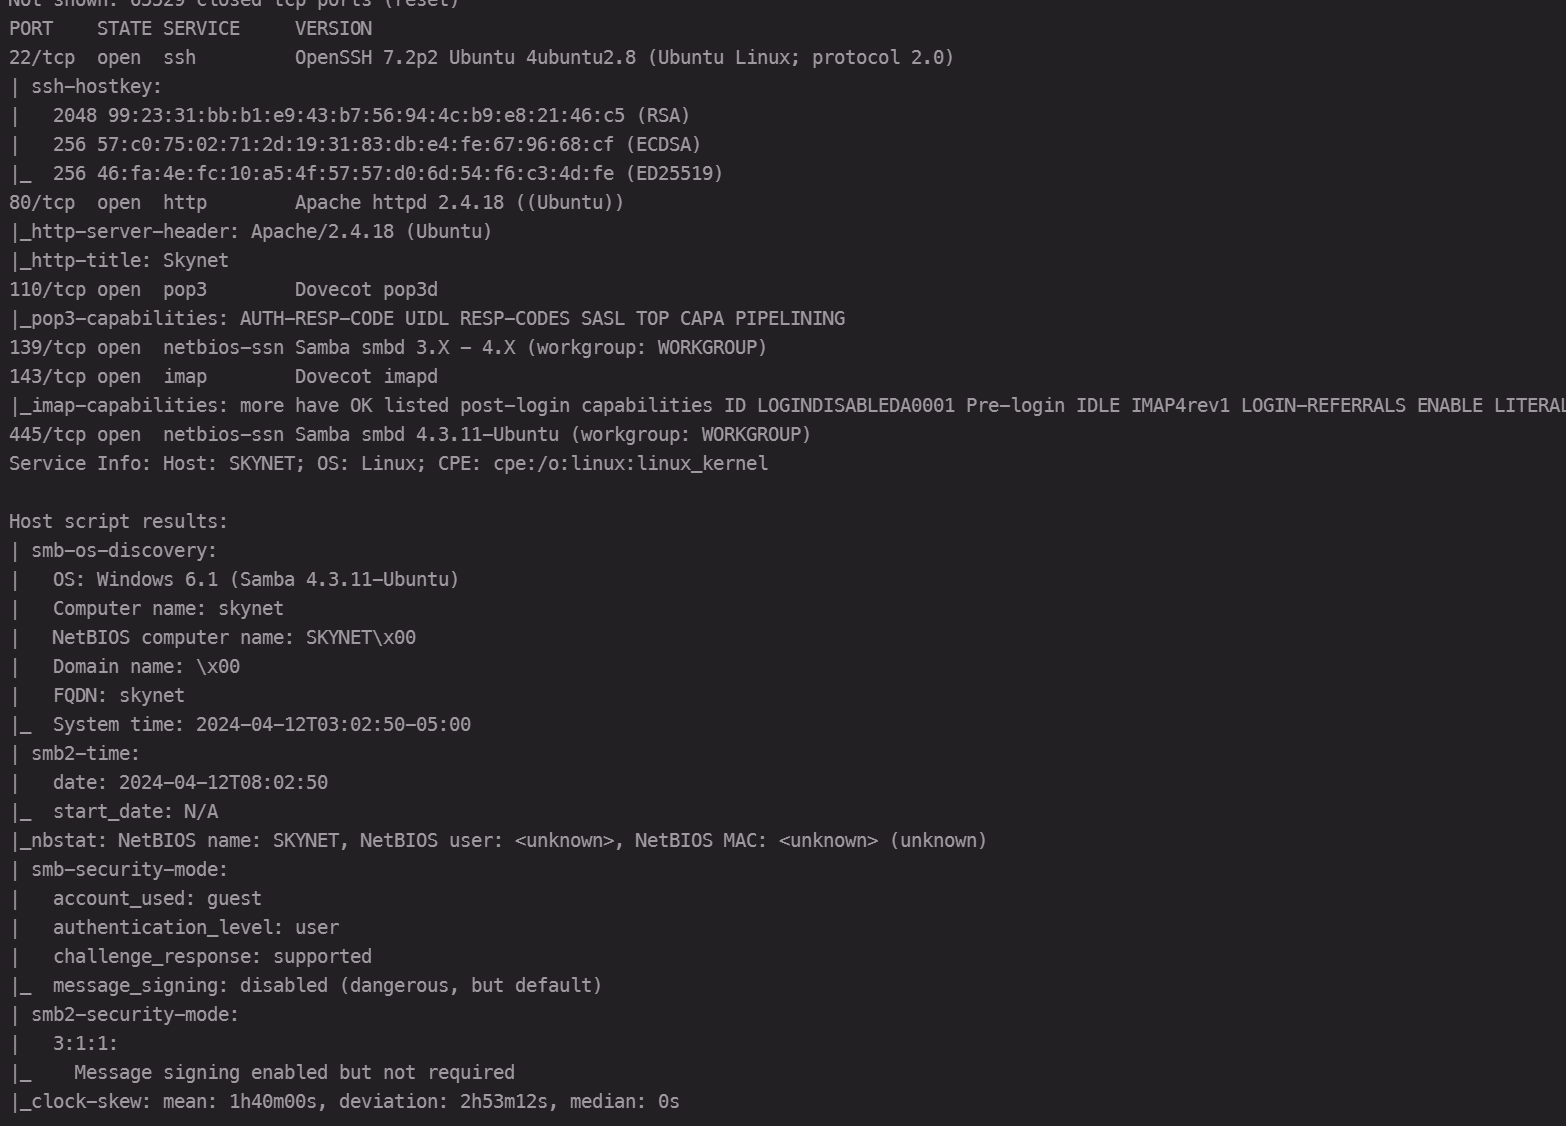 Not shown: 65529 closed tcp ports (reset)
PORT    STATE SERVICE     VERSION
22/tcp  open  ssh         OpenSSH 7.2p2 Ubuntu 4ubuntu2.8 (Ubuntu Linux; protocol 2.0)
| ssh-hostkey:
|   2048 99:23:31:bb:b1:e9:43:b7:56:94:4c:b9:e8:21:46:c5 (RSA)
|   256 57:c0:75:02:71:2d:19:31:83:db:e4:fe:67:96:68:cf (ECDSA)
|_  256 46:fa:4e:fc:10:a5:4f:57:57:d0:6d:54:f6:c3:4d:fe (ED25519)
80/tcp  open  http        Apache httpd 2.4.18 ((Ubuntu))
|_http-server-header: Apache/2.4.18 (Ubuntu)
|_http-title: Skynet
110/tcp open  pop3        Dovecot pop3d
|_pop3-capabilities: AUTH-RESP-CODE UIDL RESP-CODES SASL TOP CAPA PIPELINING
139/tcp open  netbios-ssn Samba smbd 3.X - 4.X (workgroup: WORKGROUP)
143/tcp open  imap        Dovecot imapd
|_imap-capabilities: more have OK listed post-login capabilities ID LOGINDISABLEDA0001 Pre-login IDLE IMAP4rev1 LOGIN-REFERRALS ENABLE LITERAL
445/tcp open  netbios-ssn Samba smbd 4.3.11-Ubuntu (workgroup: WORKGROUP)
Service Info: Host: SKYNET; OS: Linux; CPE: cpe:/o:linux:linux_kernel

Host script results:
| smb-os-discovery:
|   OS: Windows 6.1 (Samba 4.3.11-Ubuntu)
|   Computer name: skynet
|   NetBIOS computer name: SKYNET\x00
|   Domain name: \x00
|   FQDN: skynet
|_  System time: 2024-04-12T03:02:50-05:00
| smb2-time:
|   date: 2024-04-12T08:02:50
|_  start_date: N/A
|_nbstat: NetBIOS name: SKYNET, NetBIOS user: <unknown>, NetBIOS MAC: <unknown> (unknown)
| smb-security-mode:
|   account_used: guest
|   authentication_level: user
|   challenge_response: supported
|_  message_signing: disabled (dangerous, but default)
| smb2-security-mode:
|   3:1:1:
|_    Message signing enabled but not required
|_clock-skew: mean: 1h40m00s, deviation: 2h53m12s, median: 0s